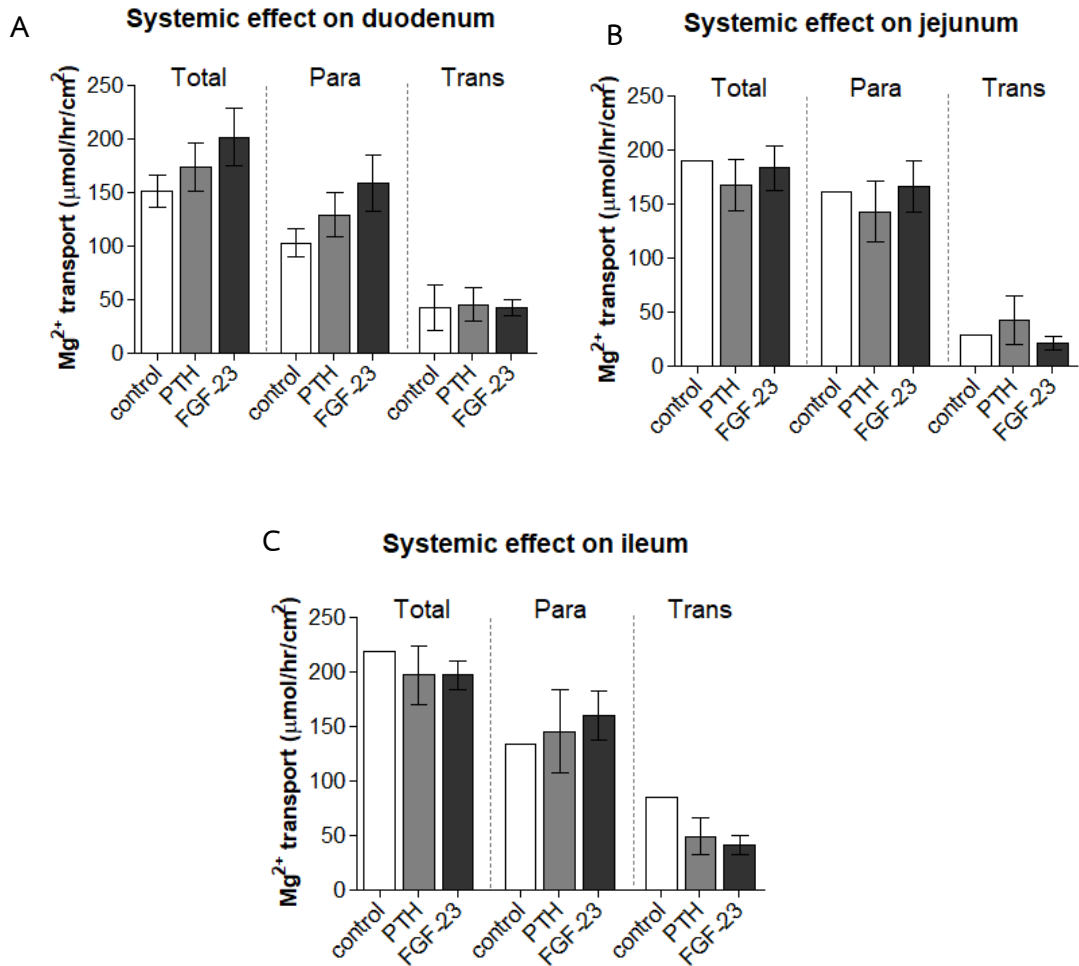 A
Systemic effect on duodenum
Total Para Trans
Mg2+ transport (μmol/hr/cm2)
250
200
150
100
50
0
control PTH FGF-23 control PTH FGF-23 control PTH FGF-23
B
Systemic effect on jejunum
Total Para Trans
Mg2+ transport (μmol/hr/cm2)
250
200
150
100
50
0
control PTH FGF-23 control PTH FGF-23 control PTH FGF-23
C
Systemic effect on ileum
Total Para Trans
Mg2+ transport (μmol/hr/cm2)
250
200
150
100
50
0
control PTH FGF-23 control PTH FGF-23 control PTH FGF-23